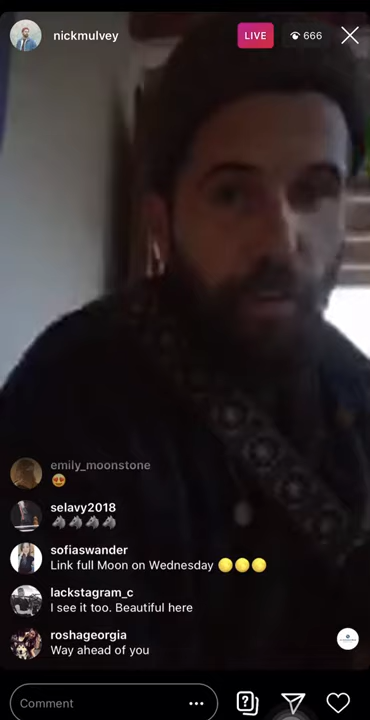 nickmulvey
LIVE
666
emily_moonstone
😍
selavy2018
🐴🐴🐴🐴
sofiaswander
Link full Moon on Wednesday 🌕🌕🌕
lackstagram_c
I see it too. Beautiful here
roshageorgia
Way ahead of you
Comment